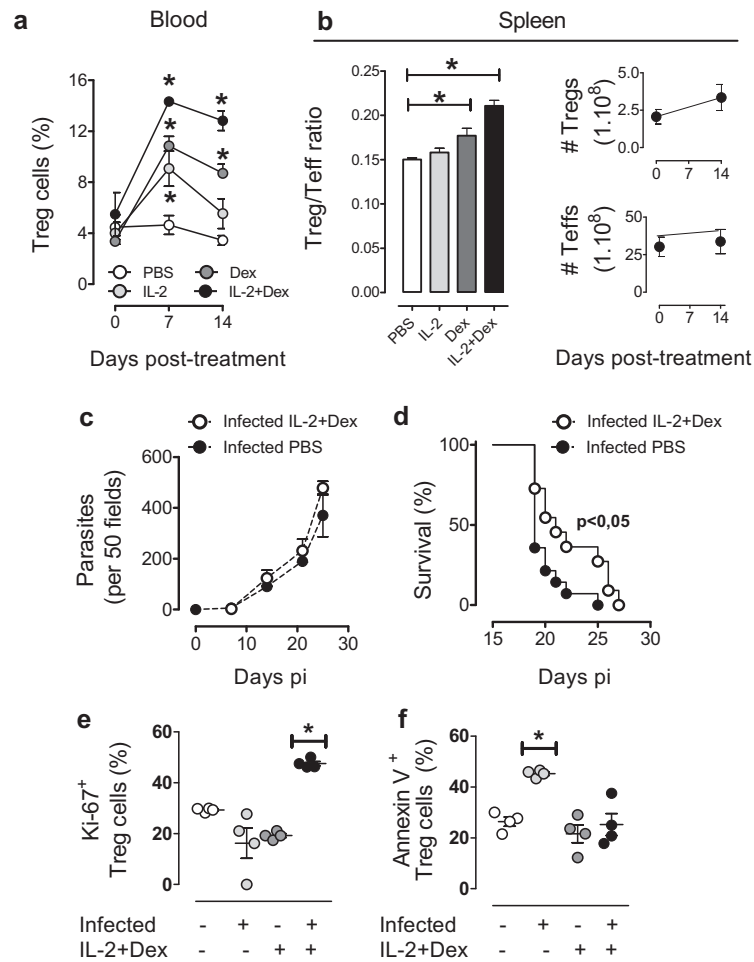 a
Blood
b
Spleen
Treg cells (%)
16
12
8
4
0
* * * * *
PBS
Dex
IL-2
IL-2+Dex
0 7 14
Days post-treatment
Treg/Teff ratio
0.25
0.20
0.15
0.10
0.05
0.00
*
*
PBS
IL-2
Dex
IL-2+Dex
# Tregs
(1.10⁸)
5.0
2.5
0.0
0 7 14
# Teffs
(1.10⁸)
50
25
0
0 7 14
Days post-treatment
c
Infected IL-2+Dex
Infected PBS
Parasites
(per 50 fields)
600
400
200
0
0 10 20 30
Days pi
d
Infected IL-2+Dex
Infected PBS
Survival (%)
100
50
0
p<0,05
15 20 25 30
Days pi
e
Ki-67⁺
Treg cells (%)
60
40
20
0
*
Infected - + - +
IL-2+Dex - - + +
f
Annexin V⁺
Treg cells (%)
60
40
20
0
*
Infected - + - +
IL-2+Dex - - + +